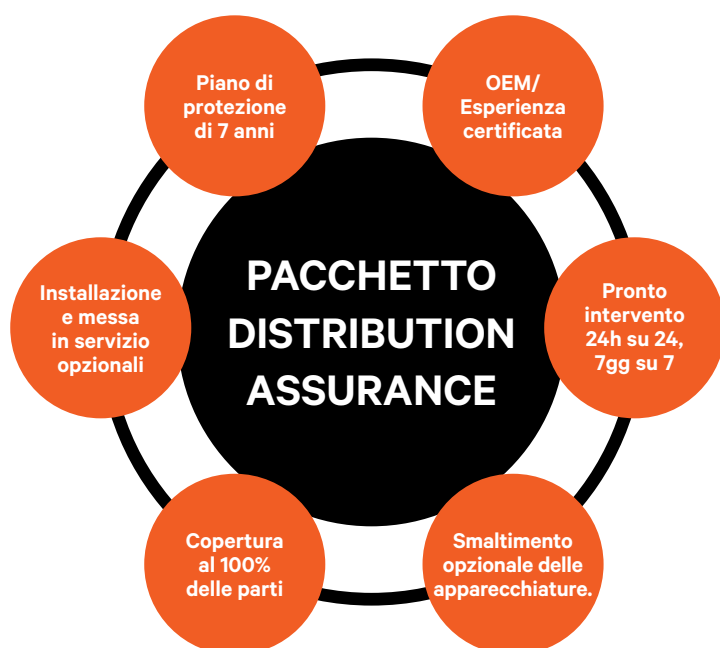 Piano di
protezione
di 7 anni
OEM/
Esperienza
certificata
Installazione
e messa
in servizio
opzionali
PACCHETTO
DISTRIBUTION
ASSURANCE
Pronto
intervento
24h su 24,
7gg su 7
Copertura
al 100%
delle parti
Smaltimento
opzionale delle
apparecchiature.